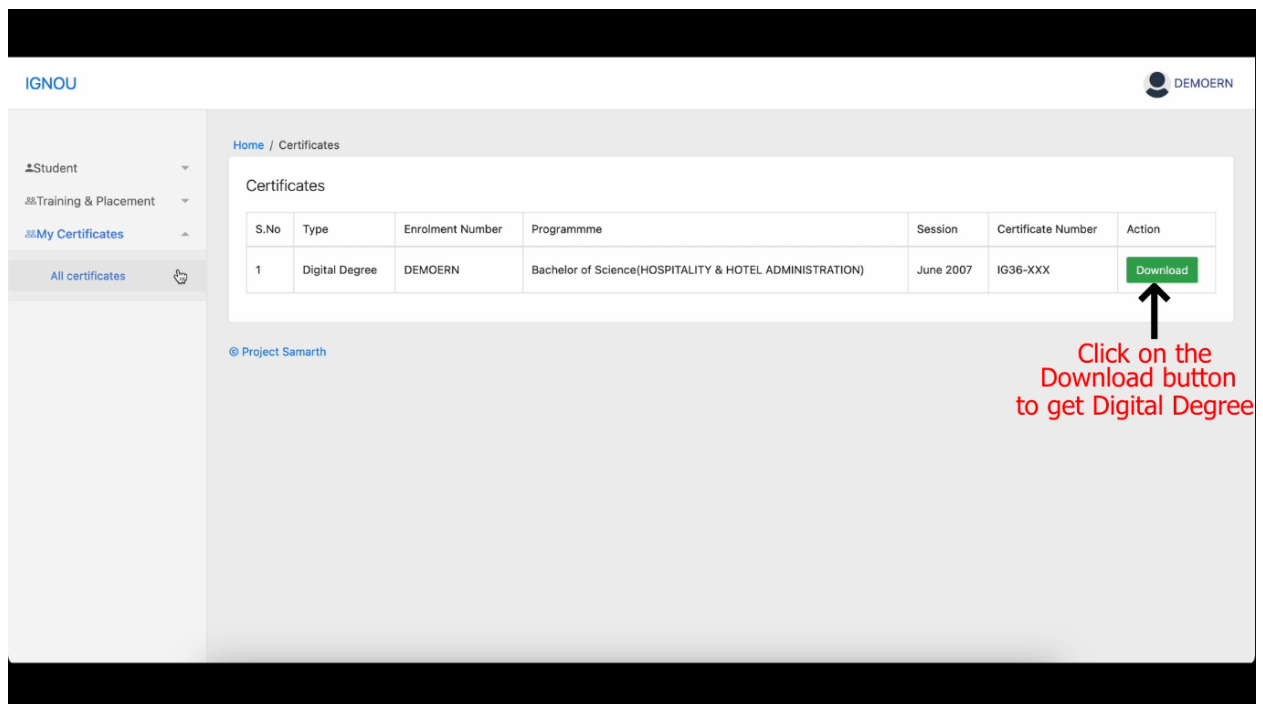 IGNOU
DEMOERN
Student
Training & Placement
My Certificates
All certificates
Home / Certificates
Certificates
S.No Type Enrolment Number Programmme Session Certificate Number Action
1 Digital Degree DEMOERN Bachelor of Science(HOSPITALITY & HOTEL ADMINISTRATION) June 2007 IG36-XXX Download
© Project Samarth
Click on the
Download button
to get Digital Degree